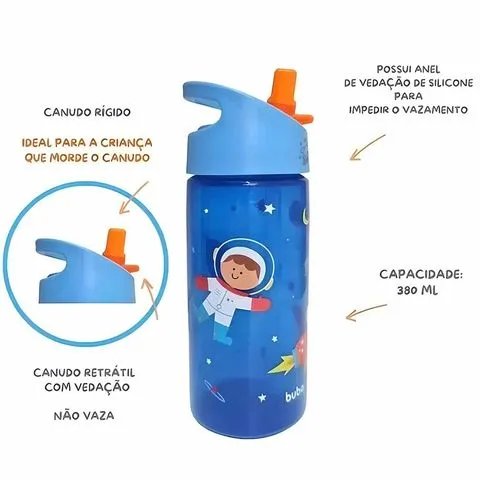 CANUDO RÍGIDO
IDEAL PARA A CRIANÇA
QUE MORDE O CANUDO
POSSUI ANEL
DE VEDAÇÃO DE SILICONE
PARA
IMPEDIR O VAZAMENTO
CAPACIDADE:
380 ML
CANUDO RETRÁTIL
COM VEDAÇÃO
NÃO VAZA
buba